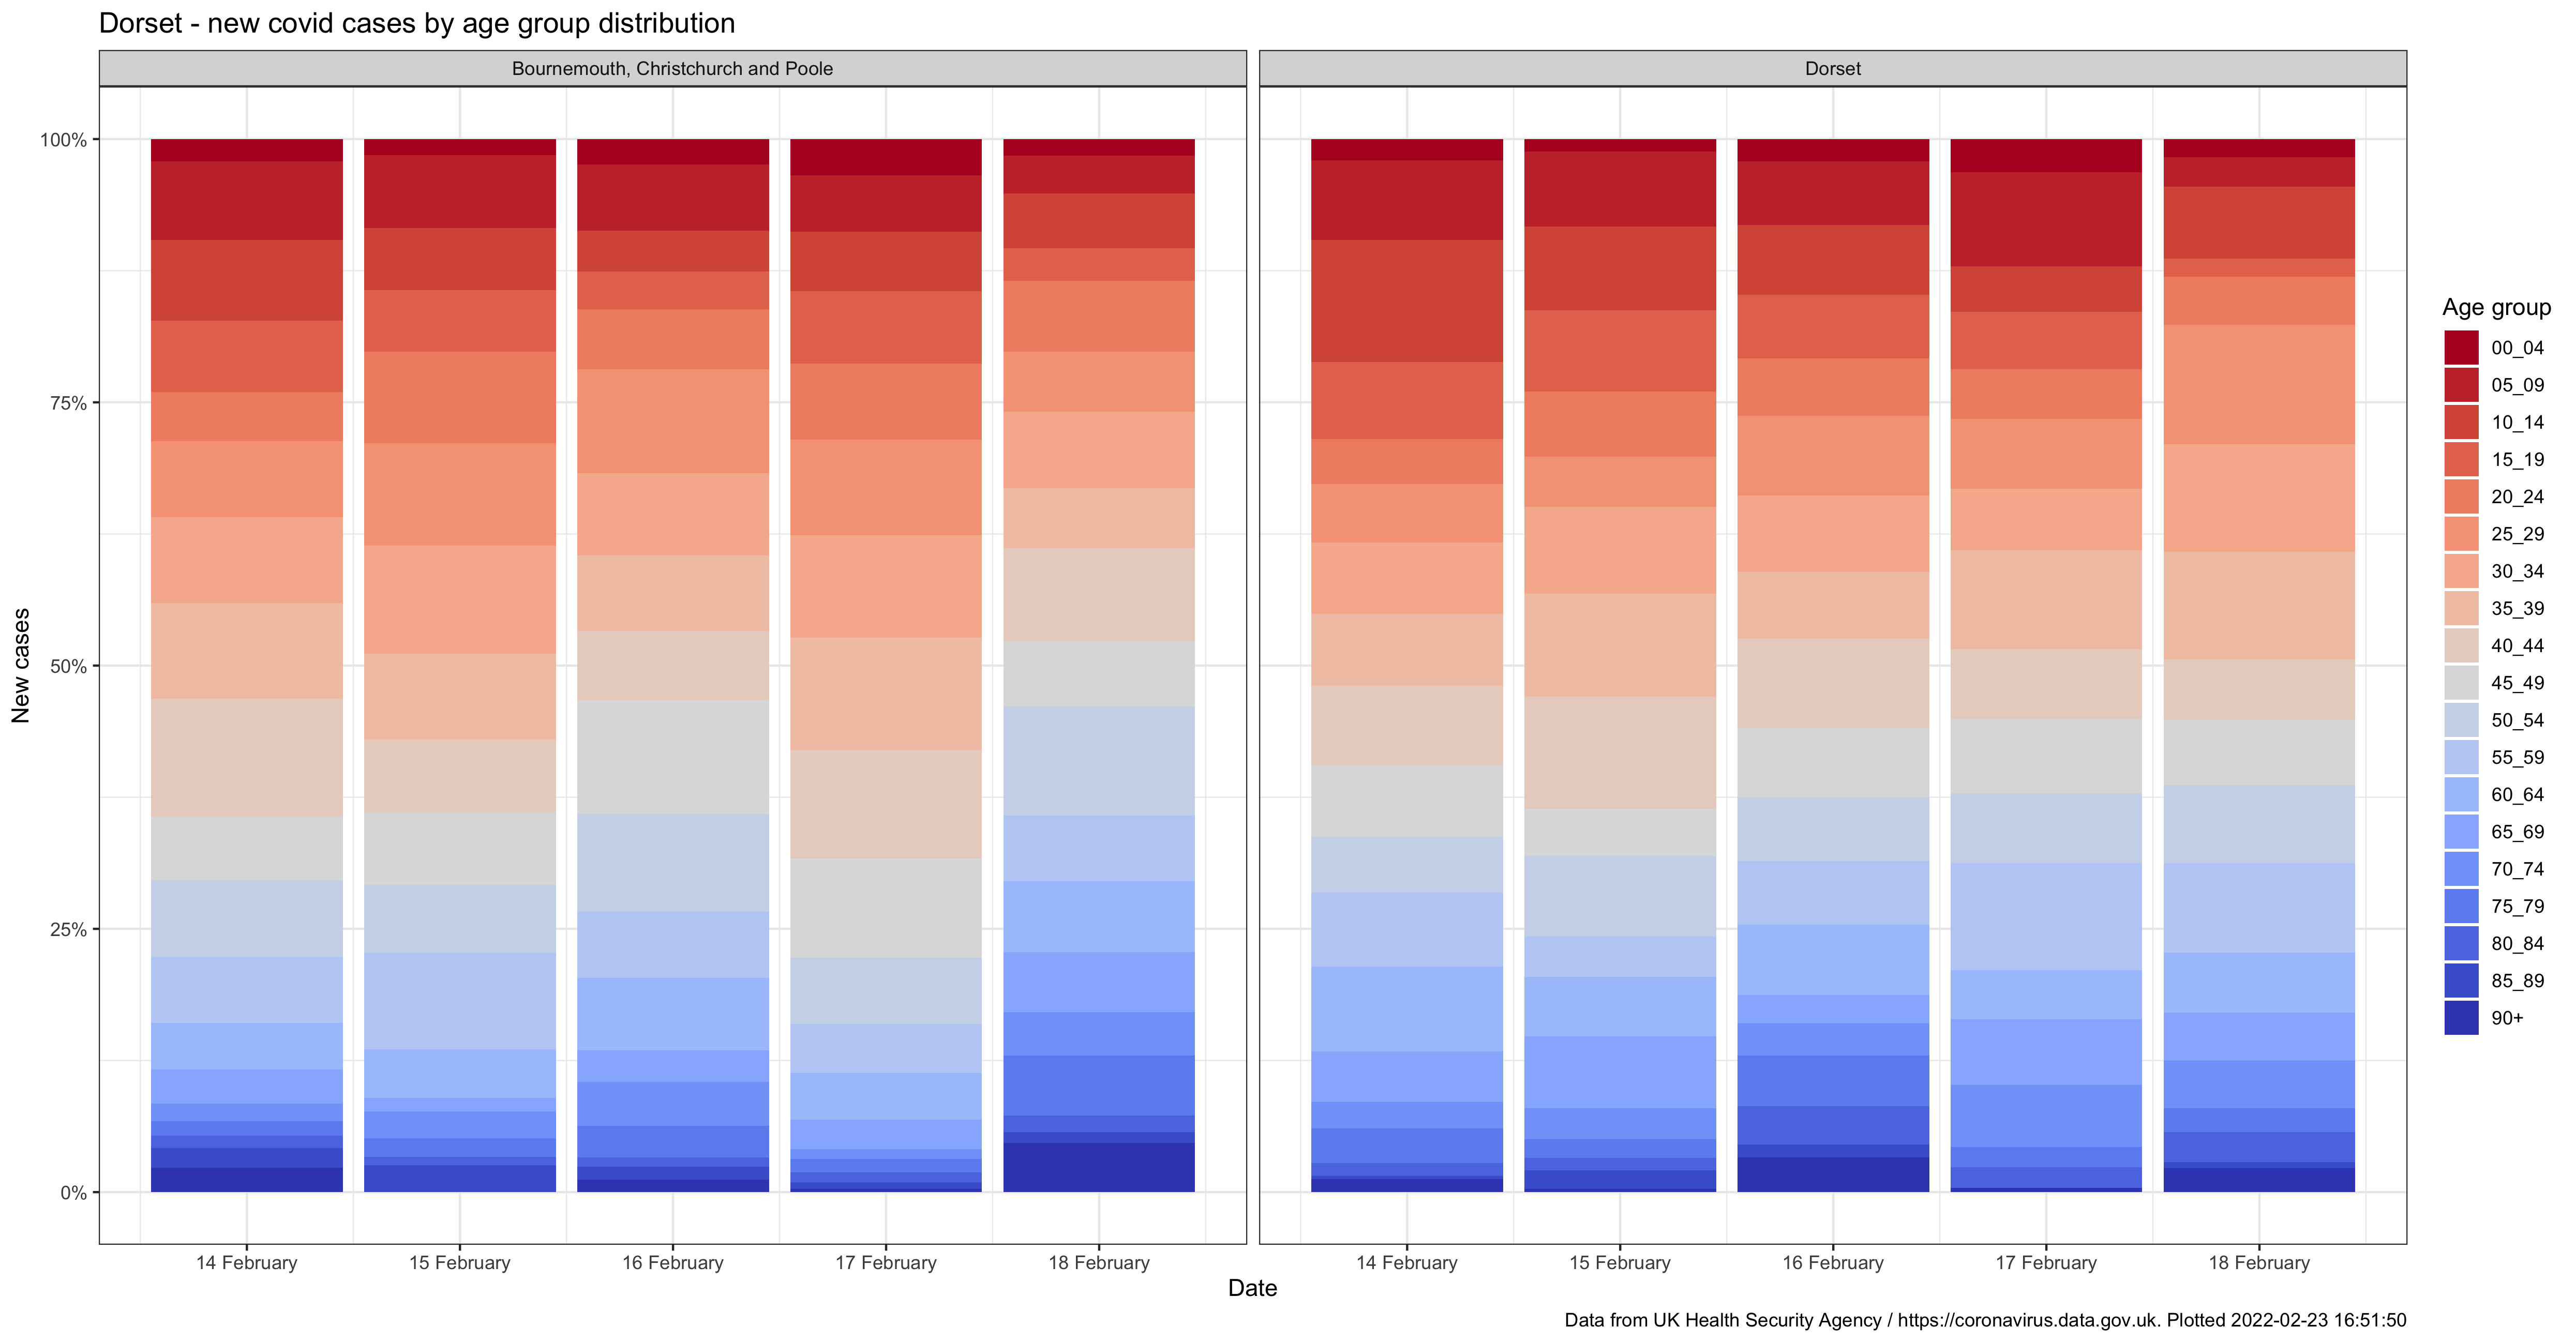 Dorset - new covid cases by age group distribution
Bournemouth, Christchurch and Poole
Dorset
100%
75%
50%
25%
0%
New cases
14 February
15 February
16 February
17 February
18 February
14 February
15 February
16 February
17 February
18 February
Date
Age group
00_04
05_09
10_14
15_19
20_24
25_29
30_34
35_39
40_44
45_49
50_54
55_59
60_64
65_69
70_74
75_79
80_84
85_89
90+
Data from UK Health Security Agency / https://coronavirus.data.gov.uk. Plotted 2022-02-23 16:51:50